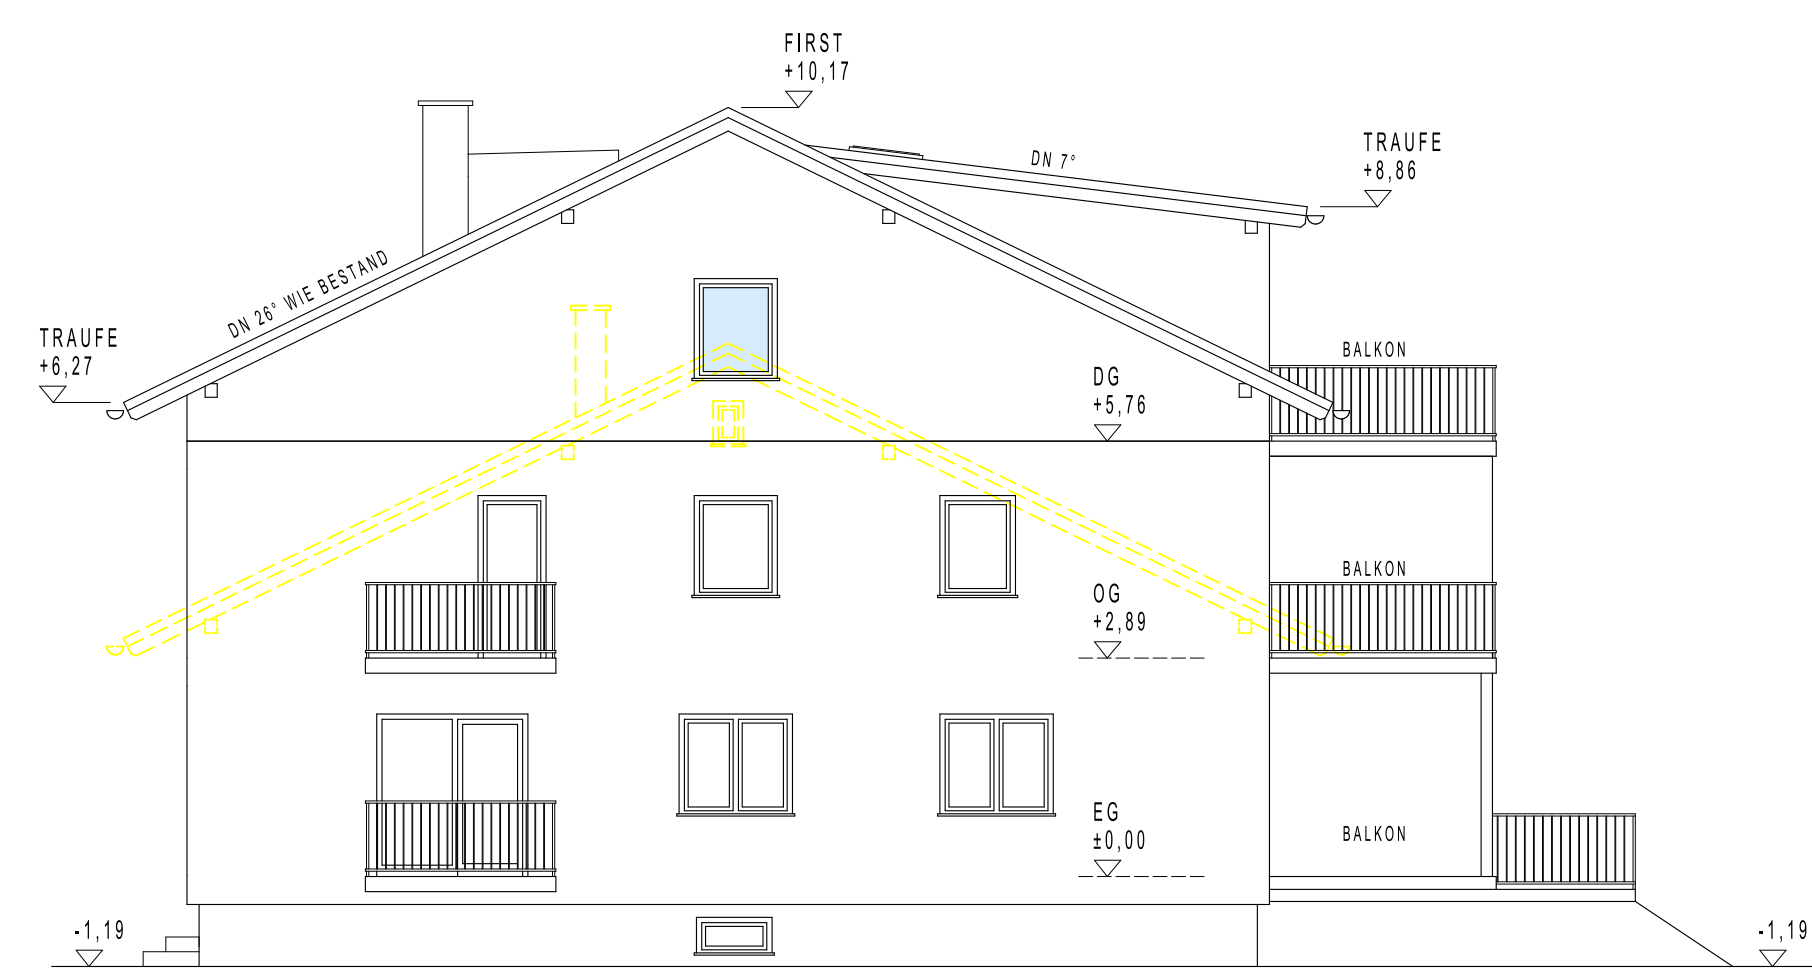 FIRST
+10,17
TRAUFE
+8,86
DN 7°
DN 26° WIE BESTAND
TRAUFE
+6,27
BALKON
DG
+5,76
BALKON
OG
+2,89
EG
±0,00
BALKON
-1,19
-1,19